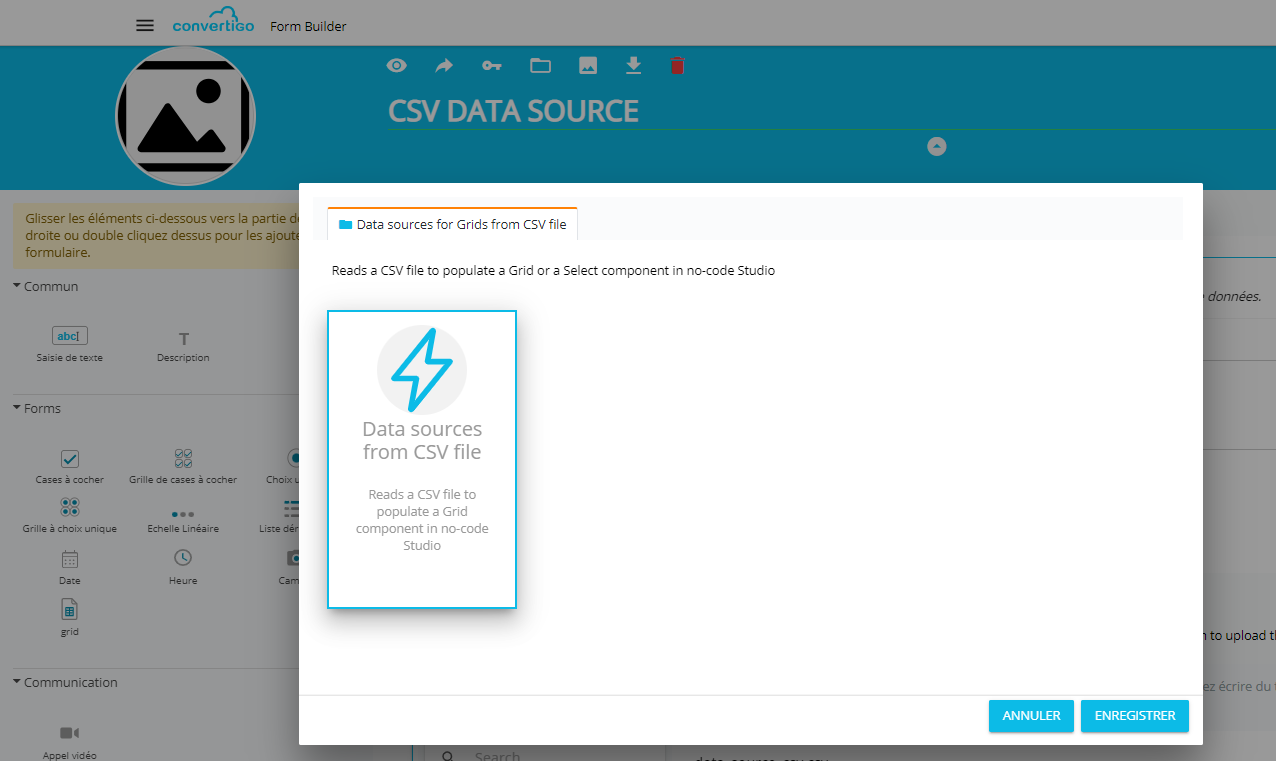 convertigo
Form Builder
CSV DATA SOURCE
Glisser les éléments ci-dessous vers la partie de
droite ou double cliquez dessus pour les ajoute
formulaire.
Commun
abc
Saisie de texte
T
Description
Forms
Cases à cocher
Grille de cases à cocher
Choix u
Grille à choix unique
Echelle Linéaire
Liste dér
Date
Heure
Cam
grid
Communication
Appel vidéo
Data sources for Grids from CSV file
Reads a CSV file to populate a Grid or a Select component in no-code Studio
Data sources
from CSV file
Reads a CSV file to
populate a Grid
component in no-code
Studio
ANNULER
ENREGISTRER
données.
to upload t
ez écrire du
Search